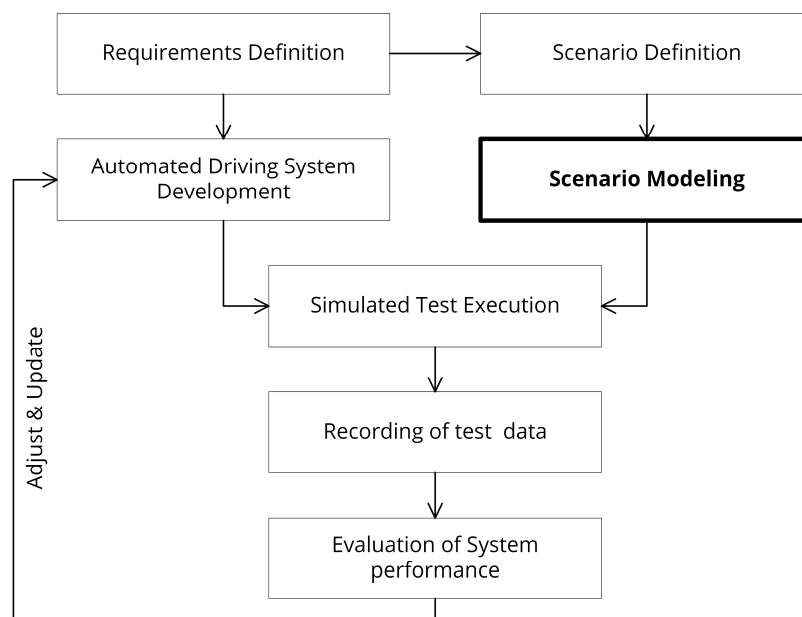 Requirements Definition
Scenario Definition
Automated Driving System
Development
Scenario Modeling
Simulated Test Execution
Adjust & Update
Recording of test  data
Evaluation of System
performance